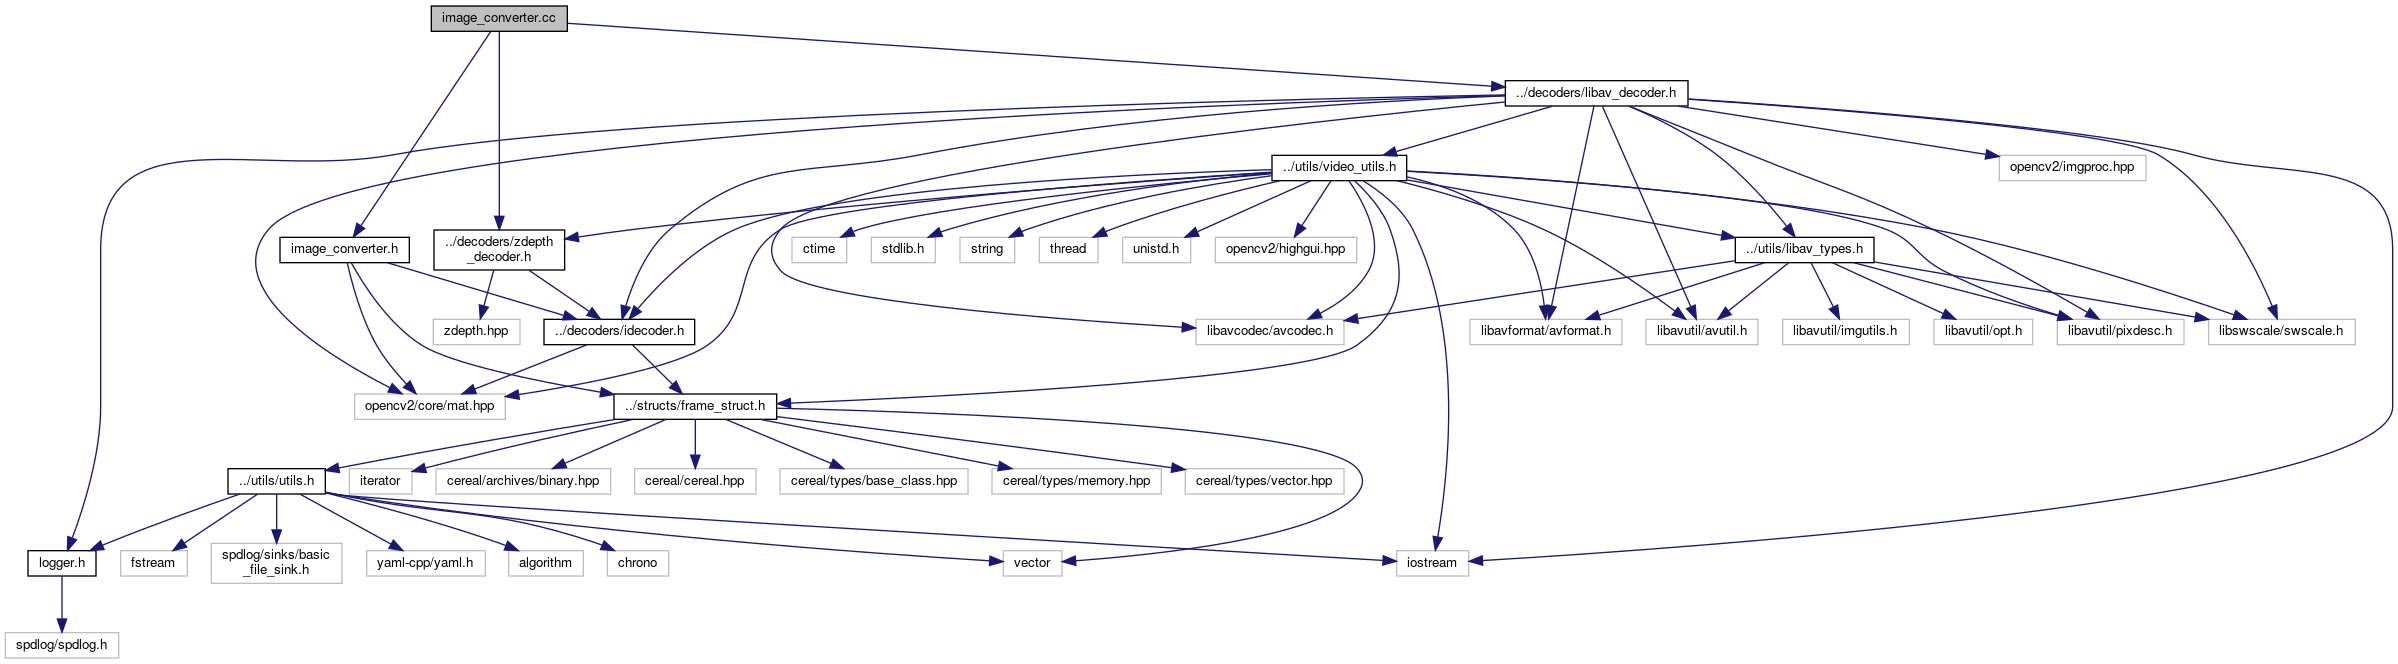 image_converter.cc
../decoders/libav_decoder.h
../utils/video_utils.h
opencv2/imgproc.hpp
image_converter.h
../decoders/zdepth
_decoder.h
ctime
stdlib.h
string
thread
unistd.h
opencv2/highgui.hpp
../utils/libav_types.h
zdepth.hpp
../decoders/idecoder.h
libavcodec/avcodec.h
libavformat/avformat.h
libavutil/avutil.h
libavutil/imgutils.h
libavutil/opt.h
libavutil/pixdesc.h
libswscale/swscale.h
opencv2/core/mat.hpp
../structs/frame_struct.h
../utils/utils.h
iterator
cereal/archives/binary.hpp
cereal/cereal.hpp
cereal/types/base_class.hpp
cereal/types/memory.hpp
cereal/types/vector.hpp
logger.h
fstream
spdlog/sinks/basic
_file_sink.h
yaml-cpp/yaml.h
algorithm
chrono
vector
iostream
spdlog/spdlog.h